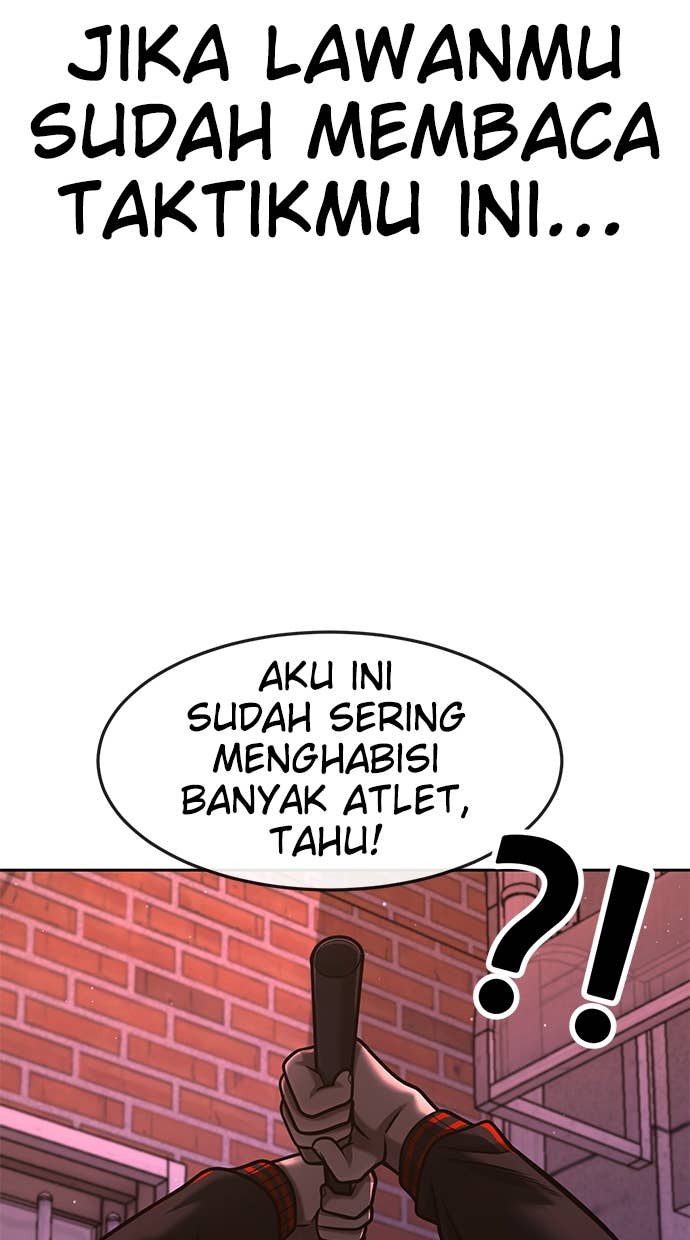 JIKA LAWANMU
SUDAH MEMBACA
TAKTIKMU INI...
AKU INI
SUDAH SERING
MENGHABISI
BANYAK ATLET,
TAHU!
?!